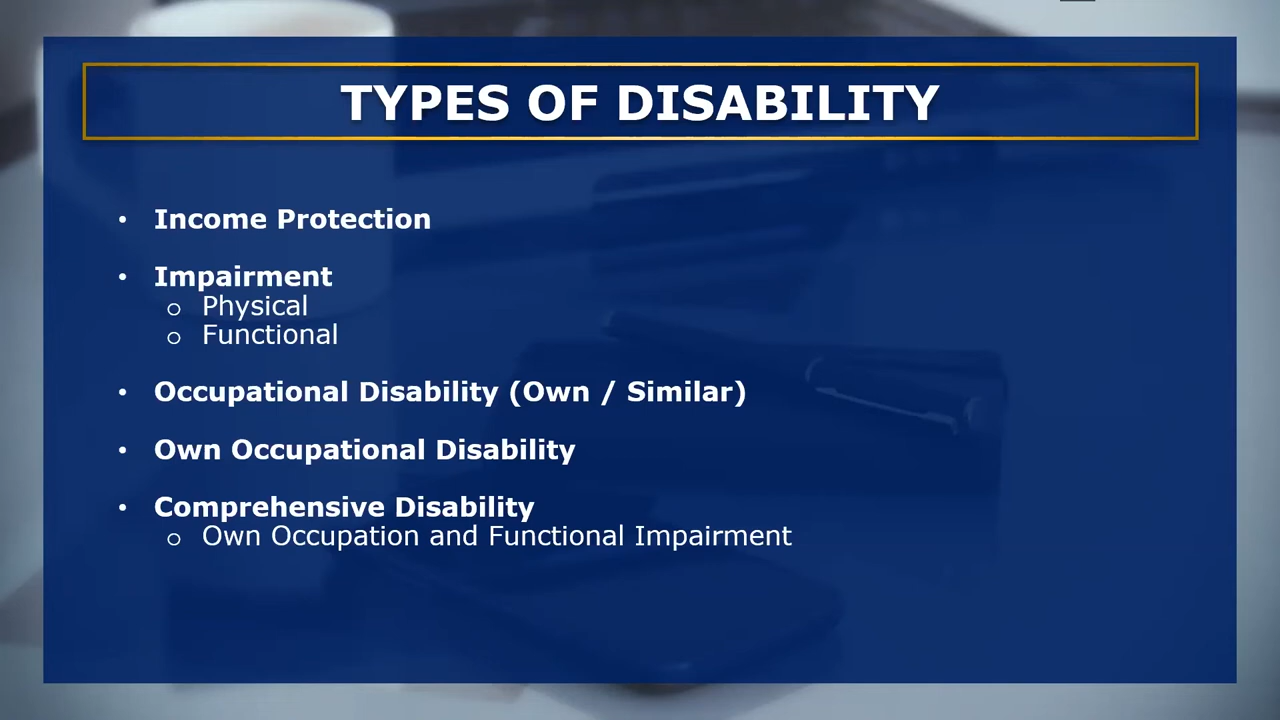 TYPES OF DISABILITY
• Income Protection
• Impairment
o Physical
o Functional
• Occupational Disability (Own / Similar)
• Own Occupational Disability
• Comprehensive Disability
o Own Occupation and Functional Impairment